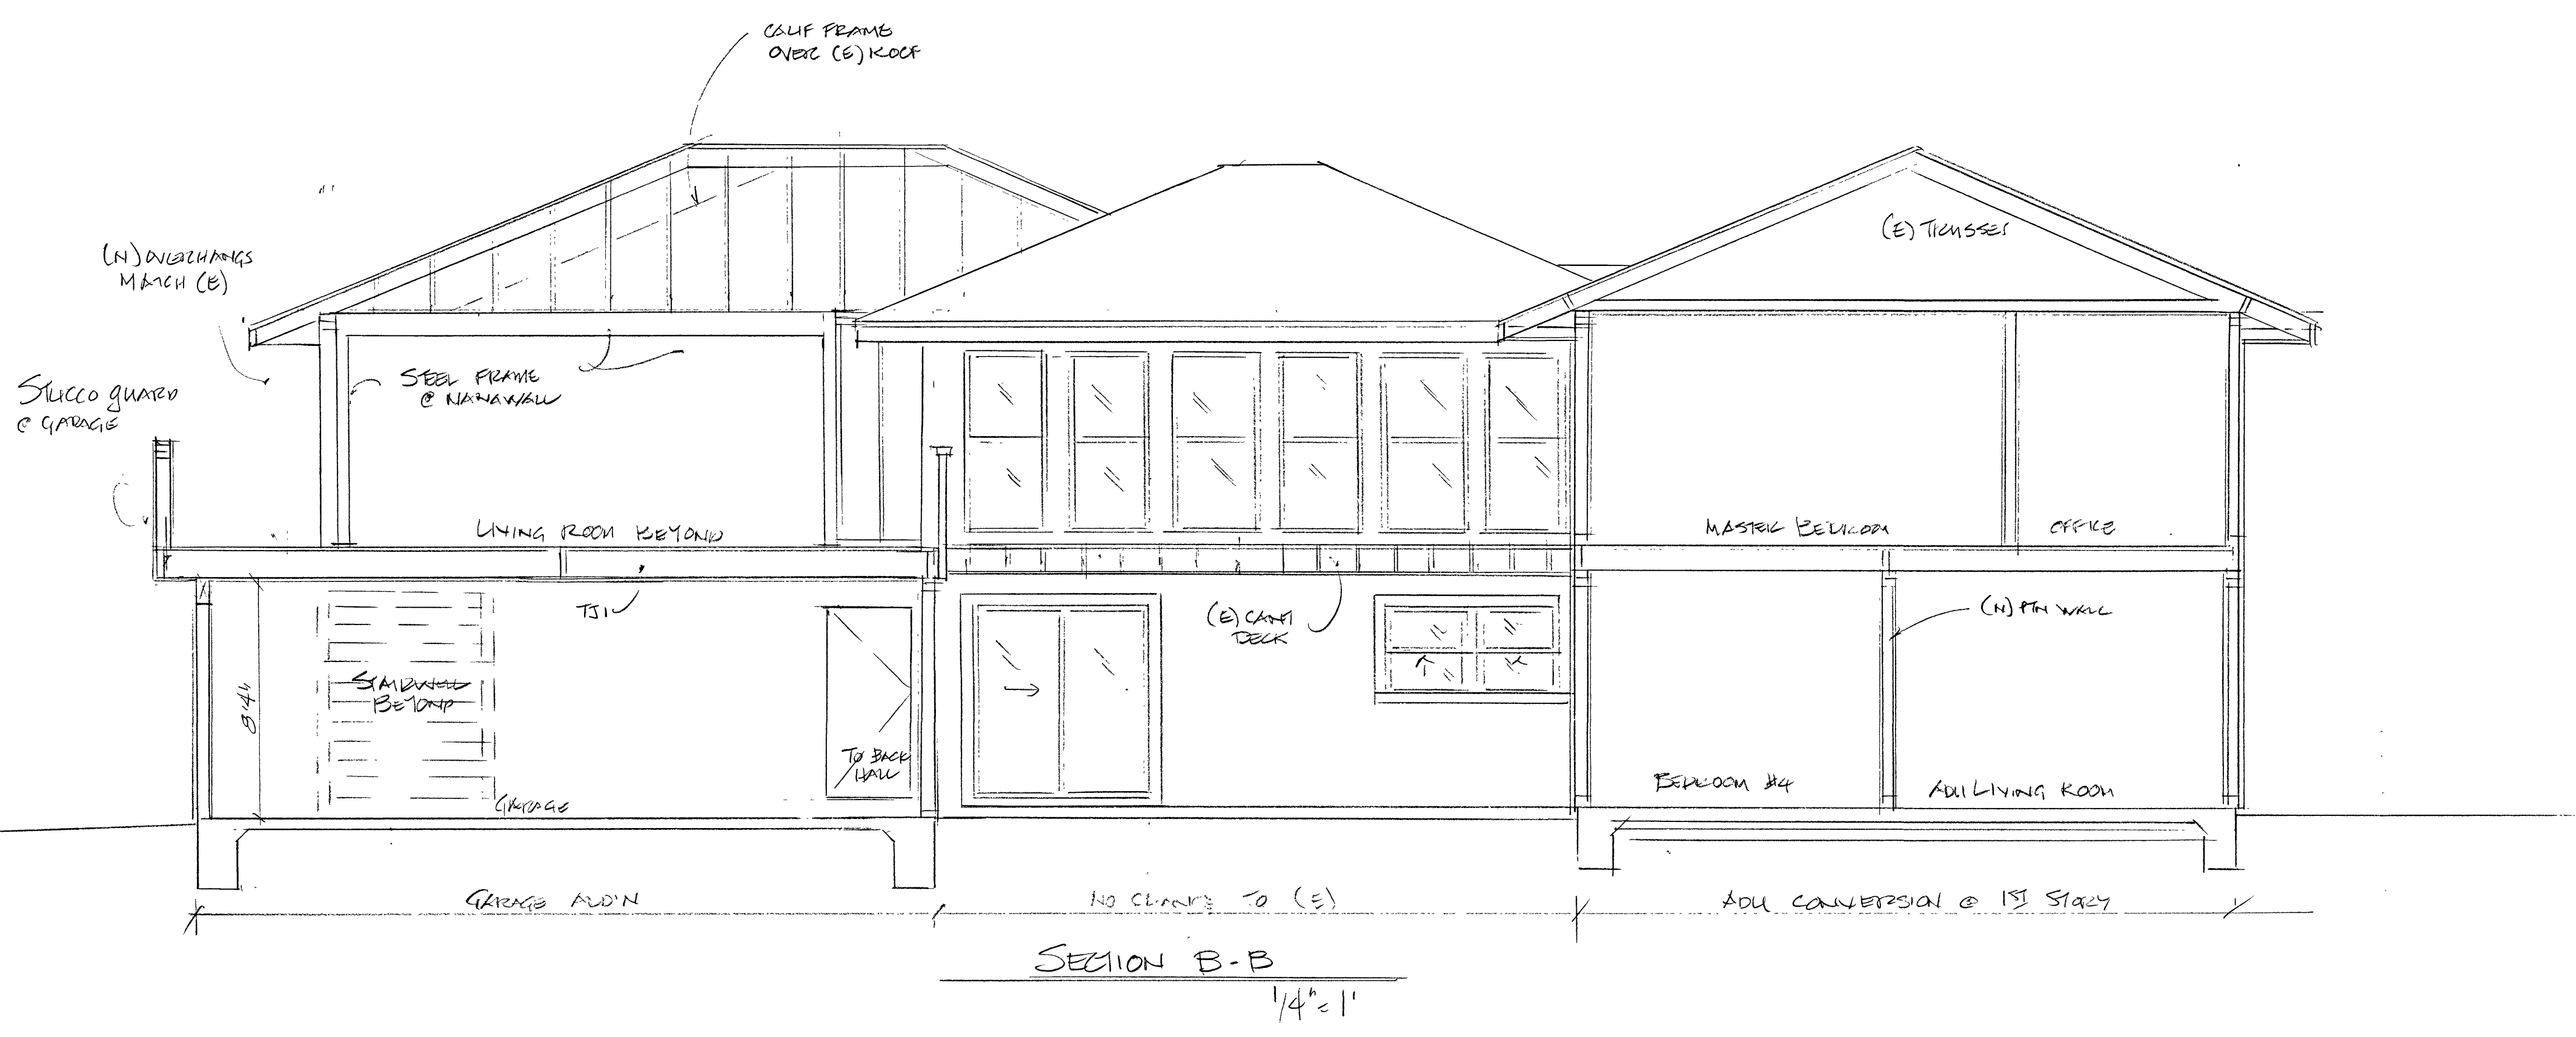 CALIF FRAME
OVER (E) ROOF
(N) OVERHANGS
MATCH (E)
(E) TRUSSES
STUCCO GUARD
@ GARAGE
STEEL FRAME
@ NANAWALL
LIVING ROOM BEYOND
MASTER BEDROOM
OFFICE
TJI
(E) CANT
DECK
(N) PTN WALL
8'4"
STAIRWELL
BEYOND
TO BACK
HALL
GARAGE
BEDROOM #4
ADU LIVING ROOM
GARAGE ADD'N
NO CHANGE TO (E)
ADU CONVERSION @ 1ST STORY
SECTION B-B
1/4" = 1'